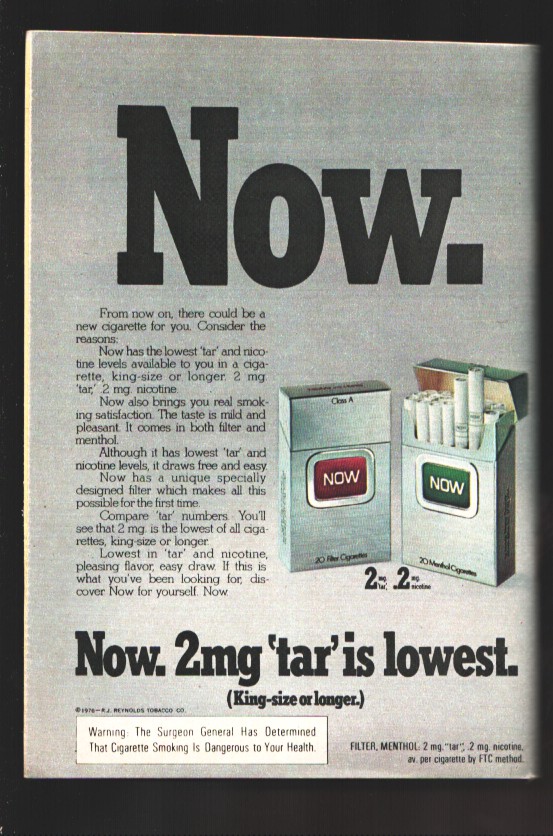 Now.
From now on, there could be a
new cigarette for you. Consider the
reasons:
Now has the lowest 'tar' and nico-
tine levels available to you in a ciga-
rette, king-size or longer. 2 mg.
'tar,' .2 mg. nicotine.
Now also brings you real smok-
ing satisfaction. The taste is mild and
pleasant. It comes in both filter and
menthol.
Although it has lowest 'tar' and
nicotine levels, it draws free and easy.
Now has a unique specially
designed filter which makes all this
possible for the first time.
Compare 'tar' numbers. You'll
see that 2 mg. is the lowest of all ciga-
rettes, king-size or longer.
Lowest in 'tar' and nicotine,
pleasing flavor, easy draw. If this is
what you've been looking for, dis-
cover Now for yourself. Now.
Class A
NOW
20 Filter Cigarettes
NOW
20 Menthol Cigarettes
2 mg. 'tar', .2 mg. nicotine
Now. 2mg 'tar' is lowest.
(King-size or longer.)
© 1976—R.J. REYNOLDS TOBACCO CO.
Warning: The Surgeon General Has Determined
That Cigarette Smoking Is Dangerous to Your Health.
FILTER, MENTHOL: 2 mg. "tar", .2 mg. nicotine,
av. per cigarette by FTC method.